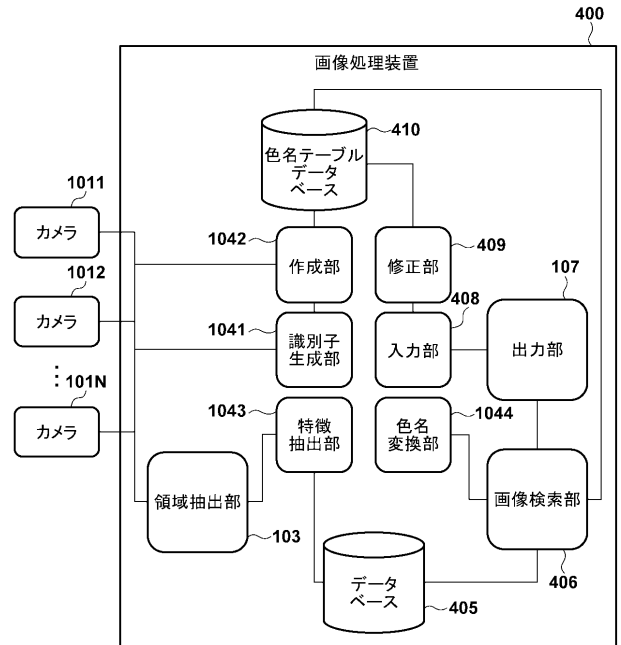 400
画像処理装置
410
色名テーブル
データ
ベース
1011
カメラ
1042
作成部
409
修正部
1012
カメラ
1041
識別子
生成部
408
入力部
107
出力部
⋮
101N
カメラ
1043
特徴
抽出部
1044
色名
変換部
領域抽出部
103
画像検索部
406
データ
ベース
405